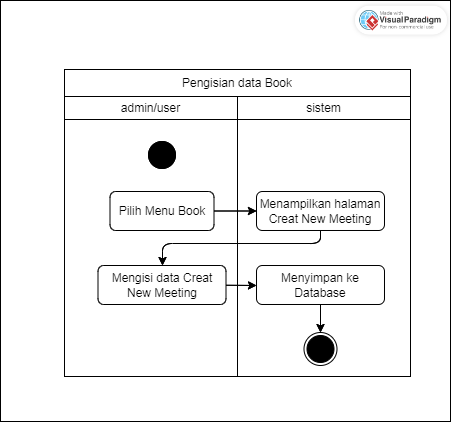 Made with
Visual Paradigm
For non-commercial use
Pengisian data Book
admin/user
sistem
Pilih Menu Book
Menampilkan halaman
Creat New Meeting
Mengisi data Creat
New Meeting
Menyimpan ke
Database